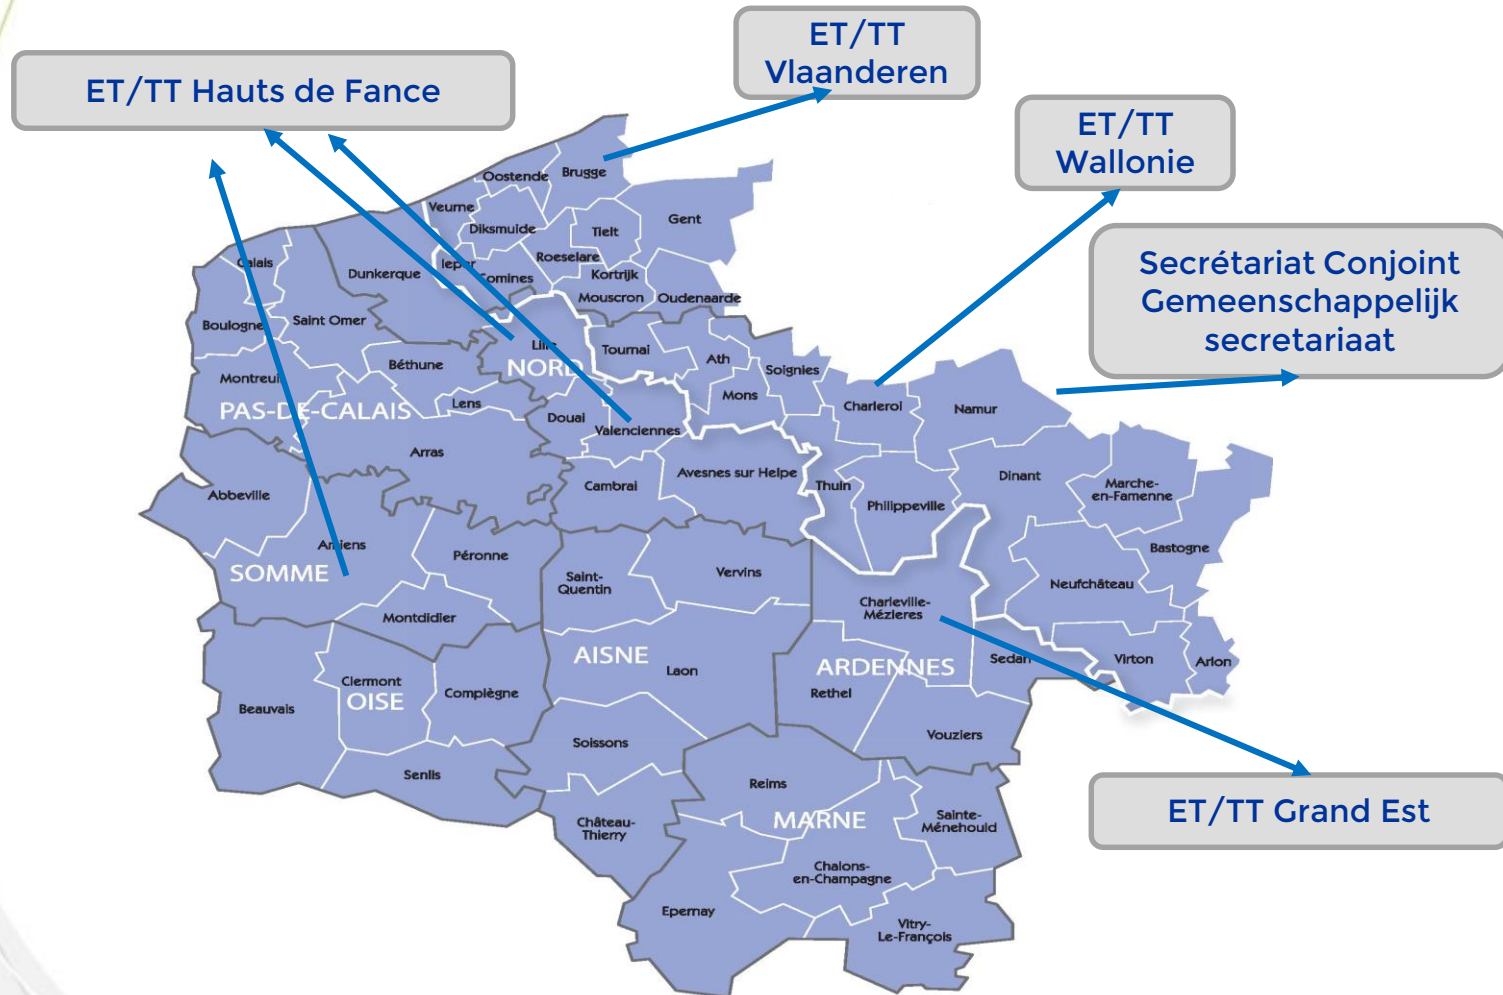 ET/TT
Vlaanderen
ET/TT Hauts de Fance
ET/TT
Wallonie
Secrétariat Conjoint
Gemeenschappelijk
secretariaat
ET/TT Grand Est
Oostende
Brugge
Veurne
Diksmuide
Tielt
Gent
Ieper
Comines
Roeselare
Kortrijk
Mouscron
Oudenaarde
Calais
Dunkerque
Boulogne
Saint Omer
Lille
NORD
Tournai
Ath
Soignies
Mons
Montreuil
Béthune
PAS-DE-CALAIS
Lens
Douai
Valenciennes
Charleroi
Namur
Arras
Cambrai
Avesnes sur Helpe
Thuin
Philippeville
Dinant
Marche-
en-Famenne
Bastogne
Abbeville
Amiens
SOMME
Péronne
Montdidier
Saint-
Quentin
Vervins
Charleville-
Mézieres
Neufchâteau
AISNE
Laon
ARDENNES
Rethel
Sedan
Virton
Arlon
Beauvais
Clermont
OISE
Complègne
Senlis
Soissons
Vouziers
Château-
Thierry
Reims
MARNE
Sainte-
Ménehould
Chalons-
en-Champagne
Epernay
Vitry-
Le-François